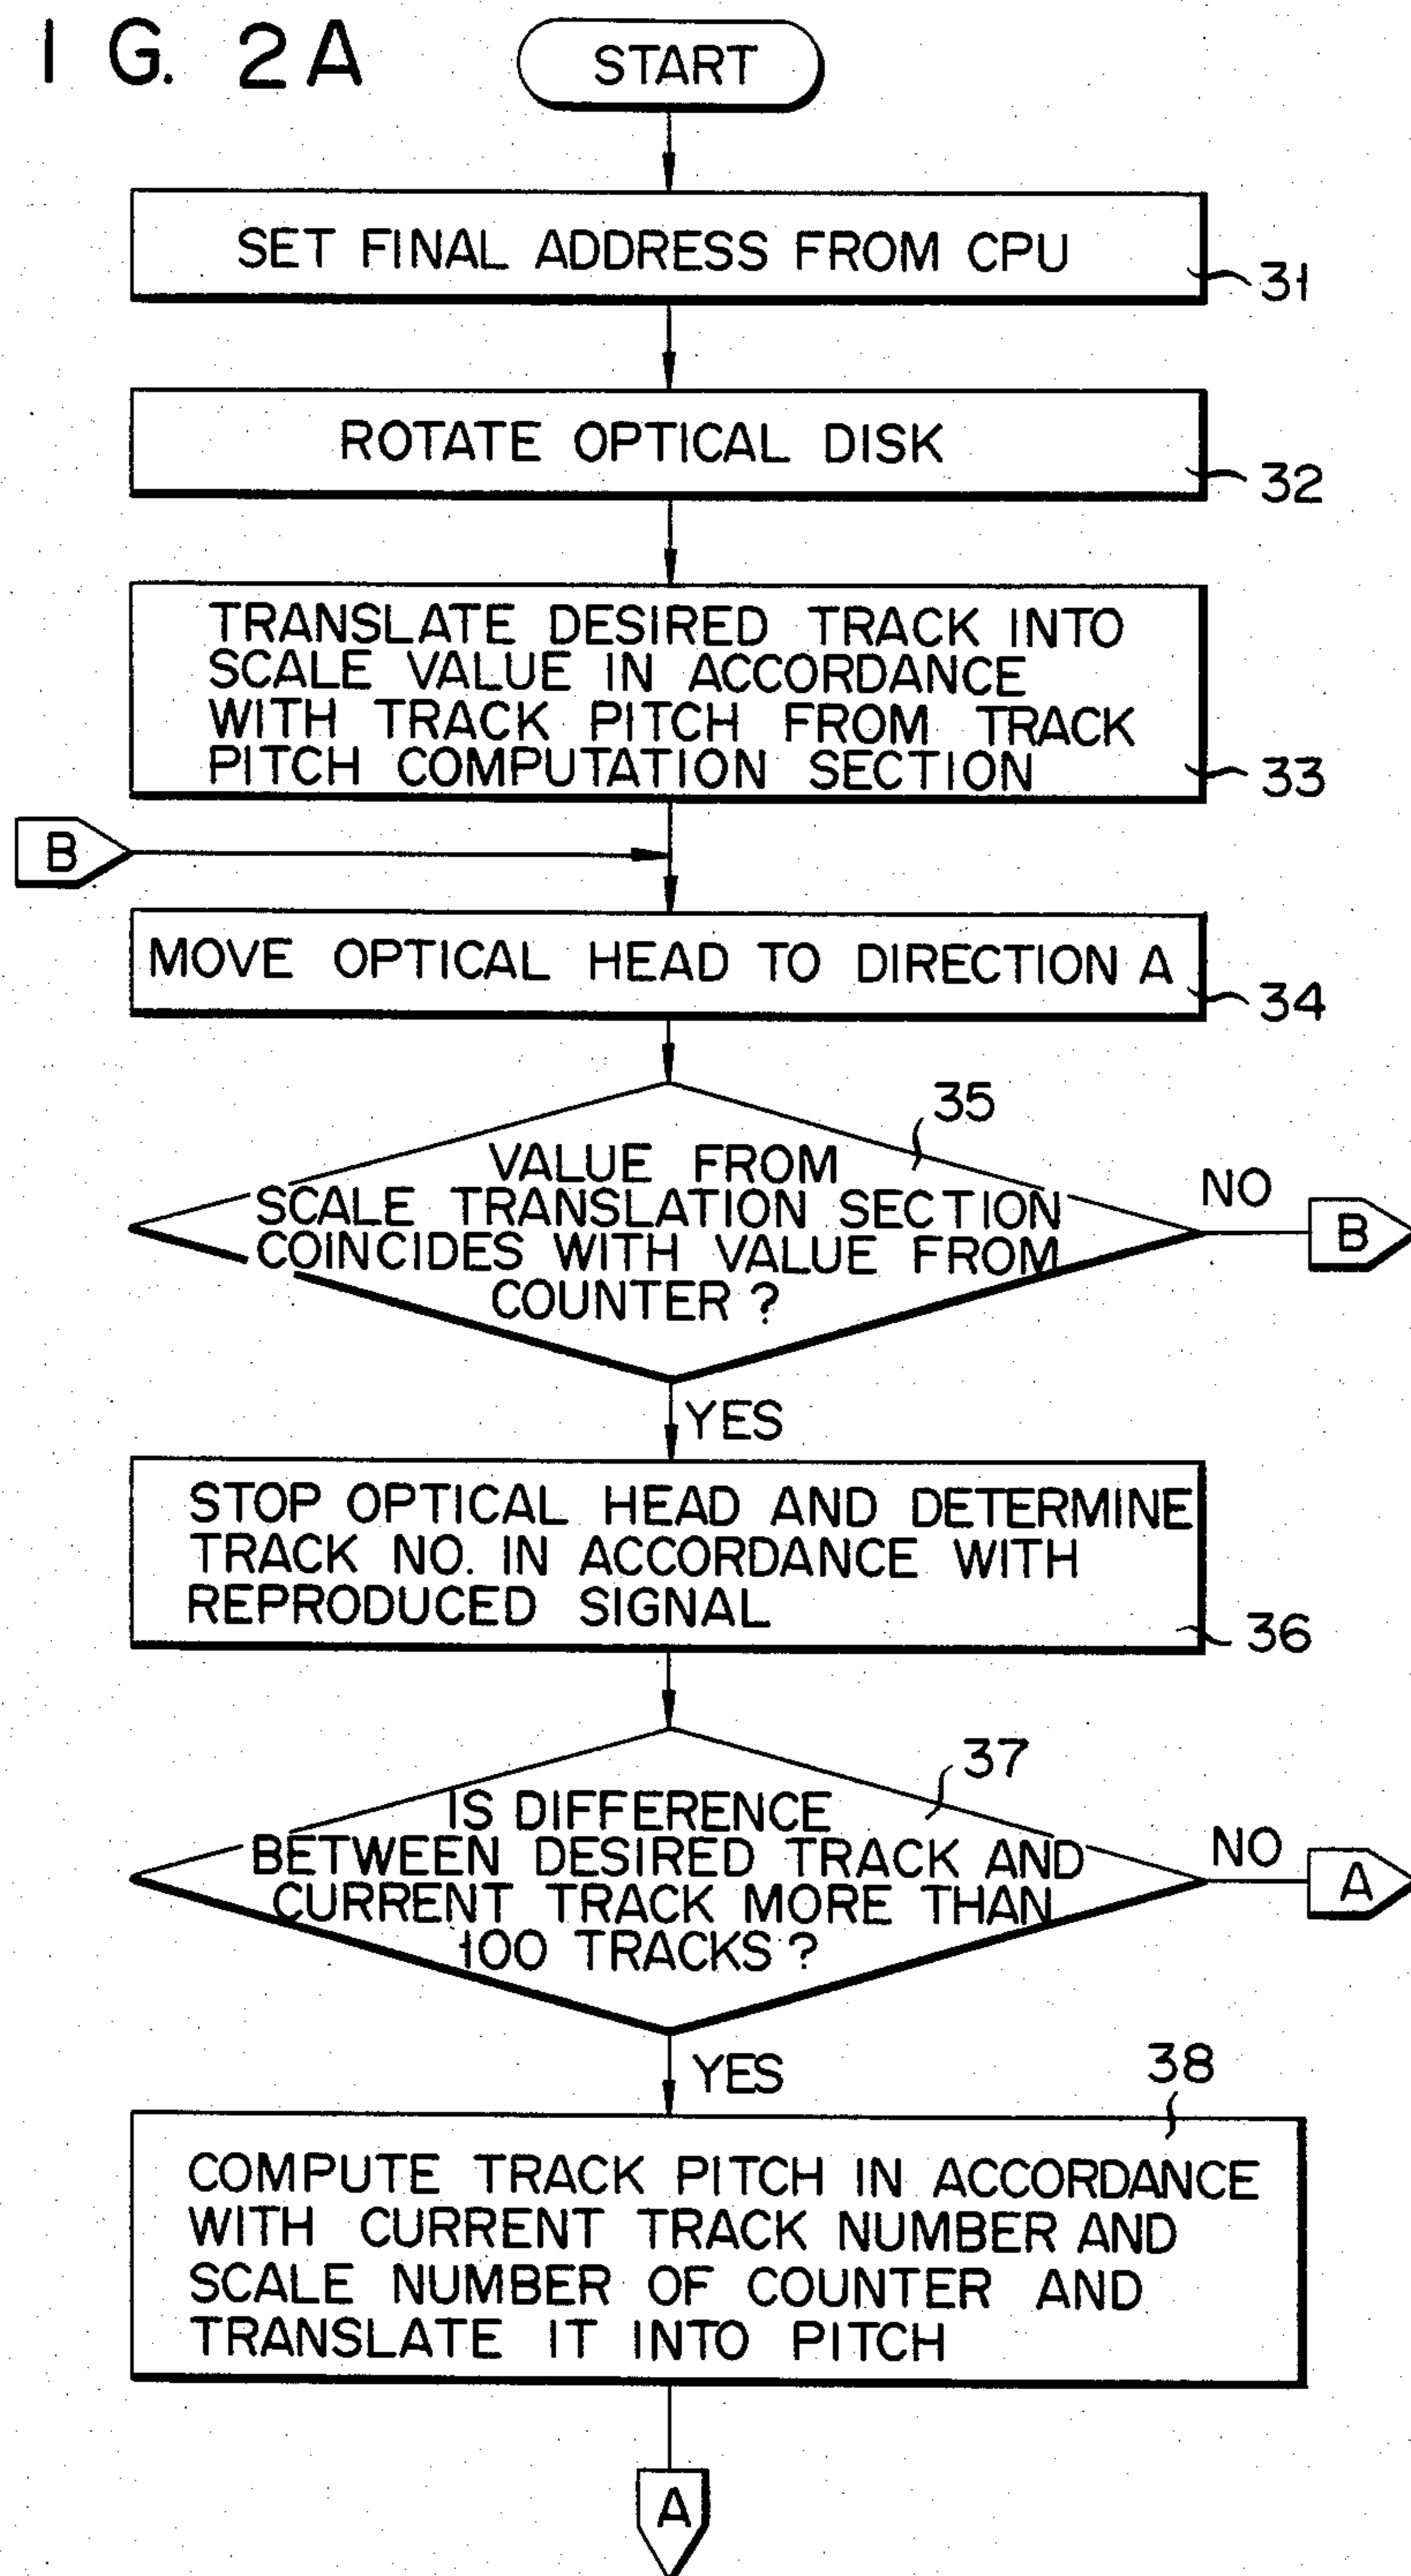 I G. 2A
START
SET FINAL ADDRESS FROM CPU
31
ROTATE OPTICAL DISK
32
TRANSLATE DESIRED TRACK INTO
SCALE VALUE IN ACCORDANCE
WITH TRACK PITCH FROM TRACK
PITCH COMPUTATION SECTION
33
B
MOVE OPTICAL HEAD TO DIRECTION A
34
35
VALUE FROM
SCALE TRANSLATION SECTION
COINCIDES WITH VALUE FROM
COUNTER ?
NO
B
YES
STOP OPTICAL HEAD AND DETERMINE
TRACK NO. IN ACCORDANCE WITH
REPRODUCED SIGNAL
36
37
IS DIFFERENCE
BETWEEN DESIRED TRACK AND
CURRENT TRACK MORE THAN
100 TRACKS ?
NO
A
YES
38
COMPUTE TRACK PITCH IN ACCORDANCE
WITH CURRENT TRACK NUMBER AND
SCALE NUMBER OF COUNTER AND
TRANSLATE IT INTO PITCH
A